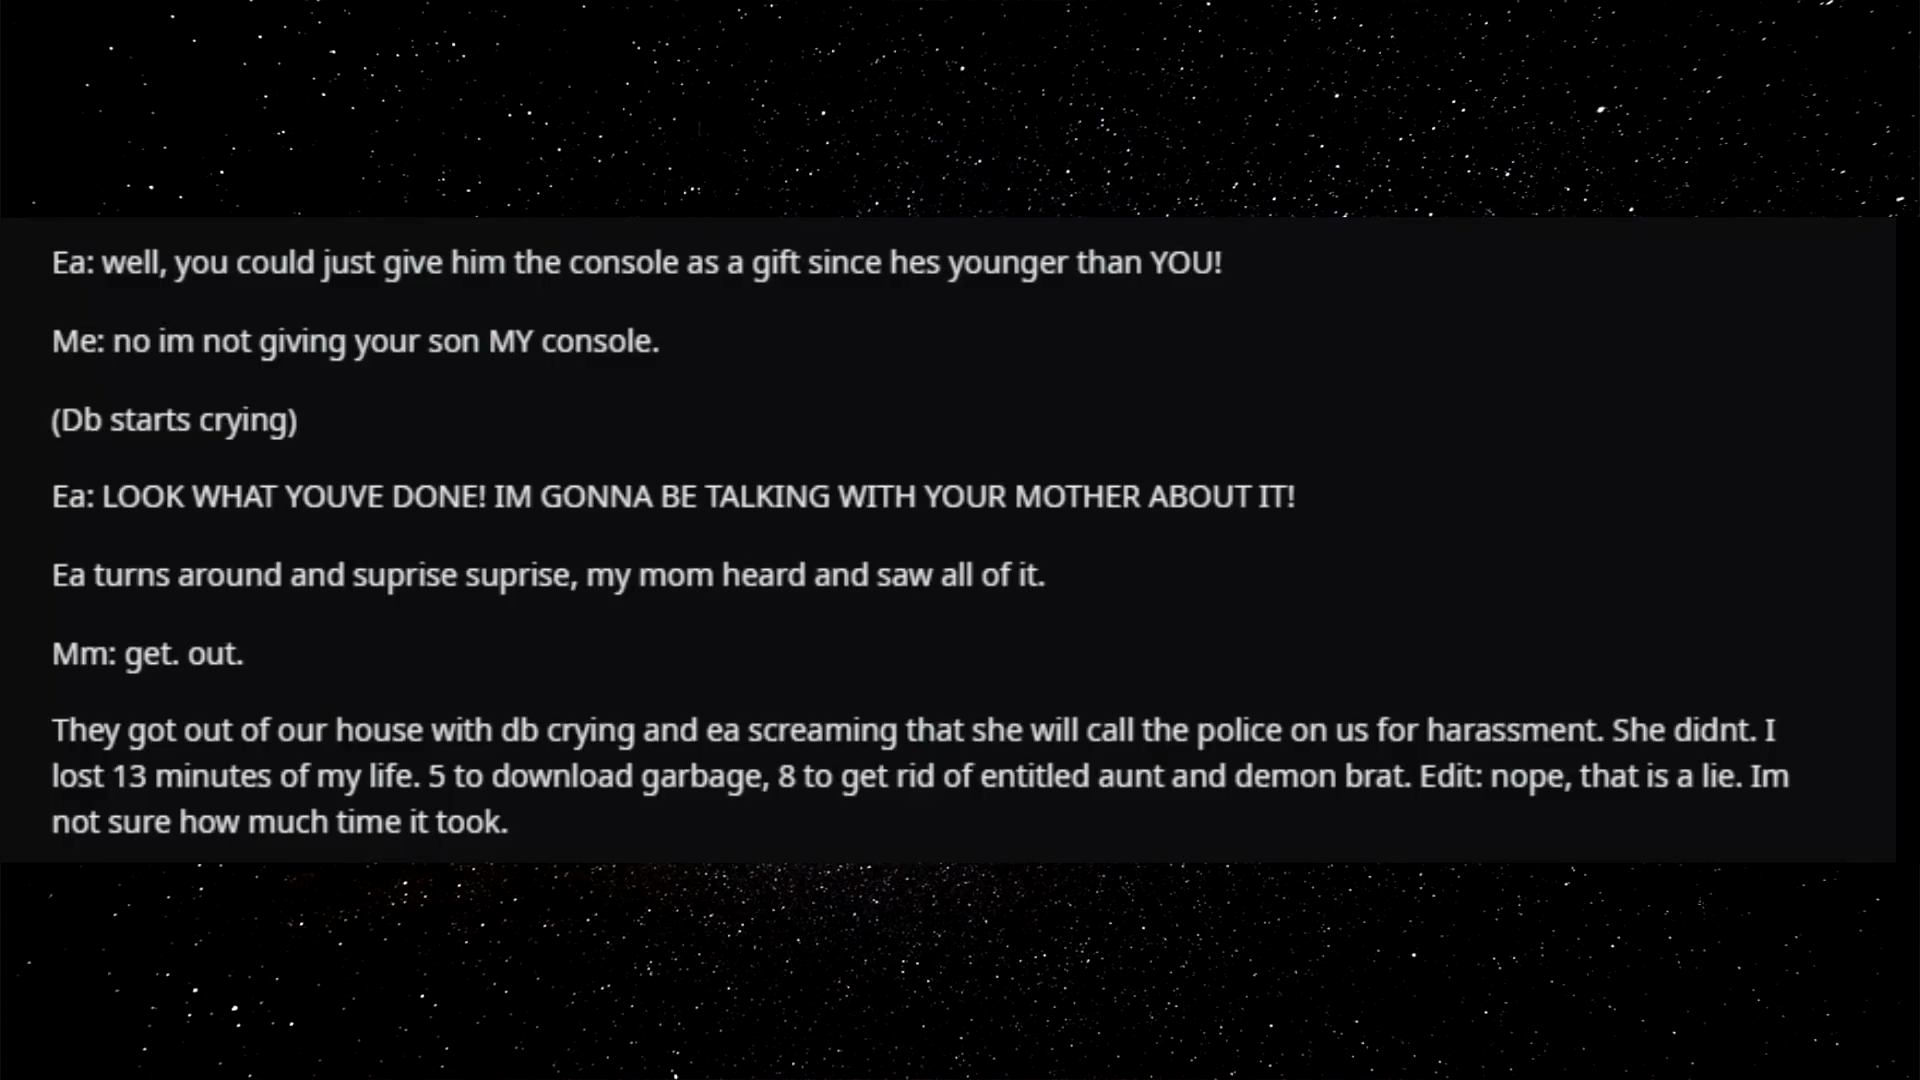 Ea: well, you could just give him the console as a gift since hes younger than YOU!
Me: no im not giving your son MY console.
(Db starts crying)
Ea: LOOK WHAT YOUVE DONE! IM GONNA BE TALKING WITH YOUR MOTHER ABOUT IT!
Ea turns around and suprise suprise, my mom heard and saw all of it.
Mm: get. out.
They got out of our house with db crying and ea screaming that she will call the police on us for harassment. She didnt. I
lost 13 minutes of my life. 5 to download garbage, 8 to get rid of entitled aunt and demon brat. Edit: nope, that is a lie. Im
not sure how much time it took.